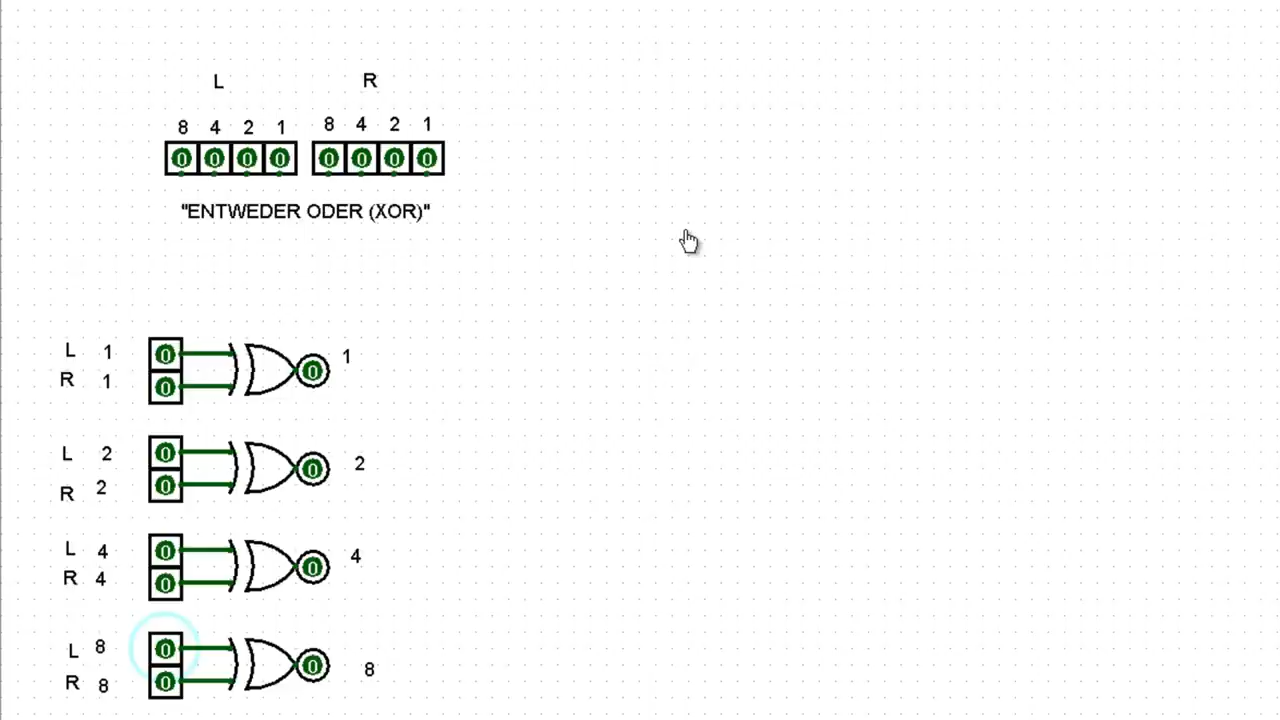 L R
8 4 2 1 8 4 2 1
0 0 0 0 0 0 0 0
"ENTWEDER ODER (XOR)"
L 1 0 0 1
R 1 0
L 2 0 0 2
R 2 0
L 4 0 0 4
R 4 0
L 8 0 0 8
R 8 0